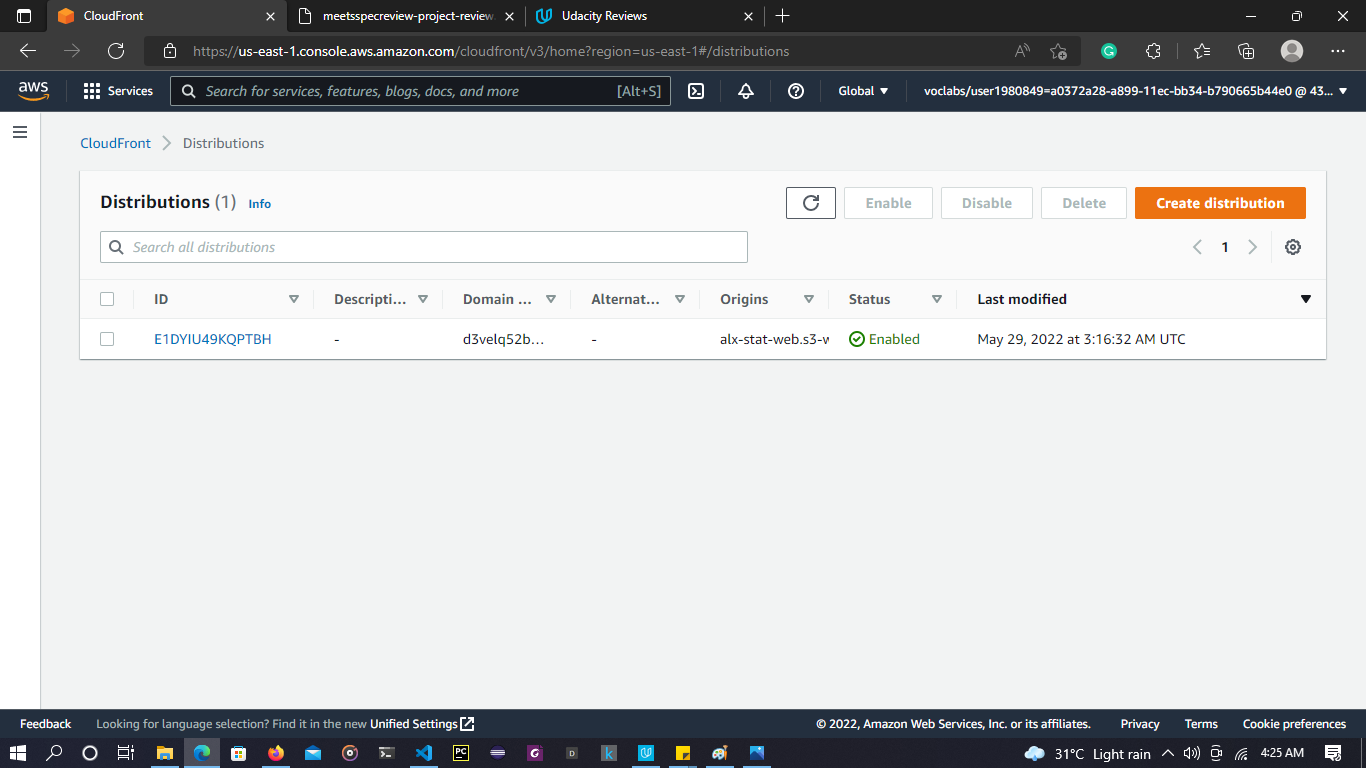 CloudFront
meetsspecreview-project-review
Udacity Reviews
https://us-east-1.console.aws.amazon.com/cloudfront/v3/home?region=us-east-1#/distributions
aws
Services
Search for services, features, blogs, docs, and more
[Alt+S]
Global
voclabs/user1980849=a0372a28-a899-11ec-bb34-b790665b44e0 @ 43...
CloudFront
Distributions
Distributions (1)
Info
Enable
Disable
Delete
Create distribution
Search all distributions
1
ID
Descripti...
Domain ...
Alternat...
Origins
Status
Last modified
E1DYIU49KQPTBH
-
d3velq52b...
-
alx-stat-web.s3-w
Enabled
May 29, 2022 at 3:16:32 AM UTC
Feedback
Looking for language selection? Find it in the new Unified Settings
© 2022, Amazon Web Services, Inc. or its affiliates.
Privacy
Terms
Cookie preferences
PC
G
D
k
31°C
Light rain
4:25 AM